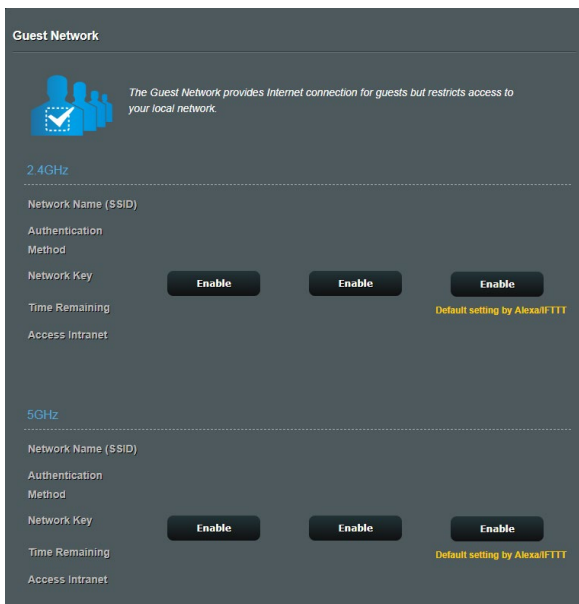 Guest Network
The Guest Network provides Internet connection for guests but restricts access to
your local network.
2.4GHz
Network Name (SSID)
Authentication
Method
Network Key
Enable Enable Enable
Time Remaining
Default setting by Alexa/IFTTT
Access Intranet
5GHz
Network Name (SSID)
Authentication
Method
Network Key
Enable Enable Enable
Time Remaining
Default setting by Alexa/IFTTT
Access Intranet